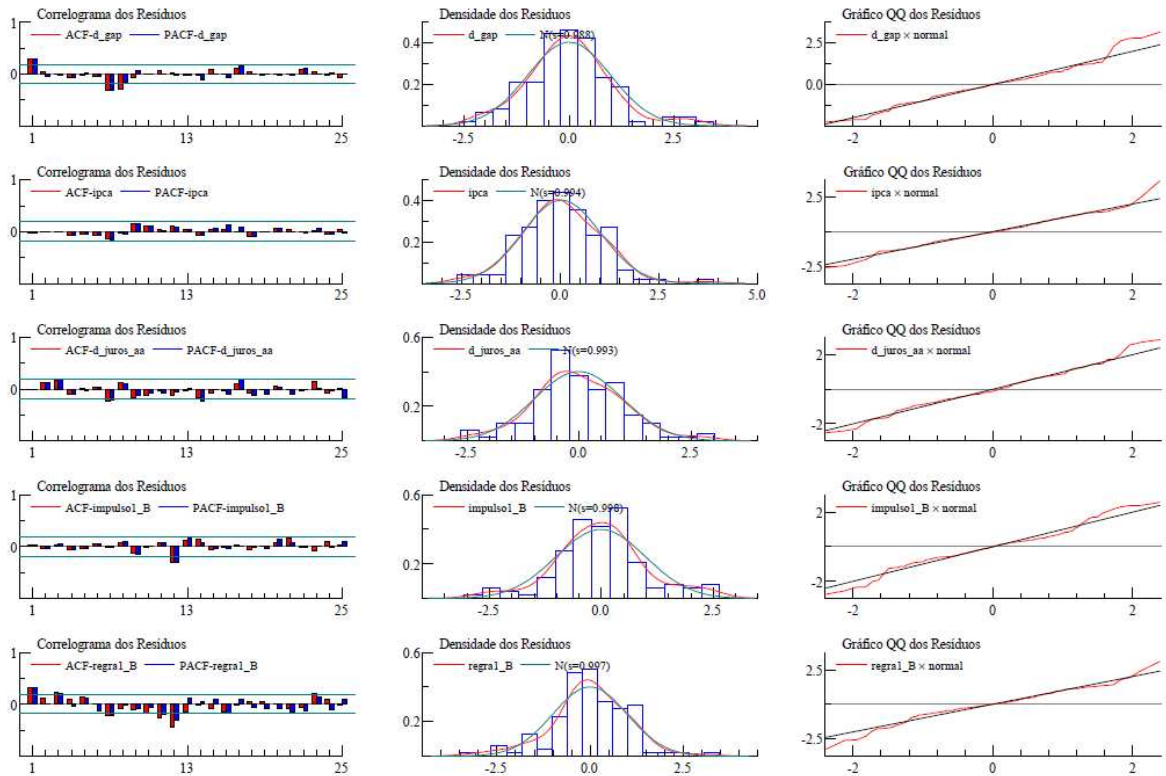 Correlograma dos Resíduos
1
ACF-d_gap PACF-d_gap
0
1 13 25
Densidade dos Resíduos
0.4 d_gap N(s=0.988)
0.2
-2.5 0.0 2.5
Gráfico QQ dos Resíduos
2.5 d_gap × normal
0.0
-2 0 2
Correlograma dos Resíduos
1
ACF-ipca PACF-ipca
0
1 13 25
Densidade dos Resíduos
ipca N(s=0.994)
0.4
0.2
-2.5 0.0 2.5 5.0
Gráfico QQ dos Resíduos
ipca × normal
2.5
-2.5
-2 0 2
Correlograma dos Resíduos
1
ACF-d_juros_aa PACF-d_juros_aa
0
1 13 25
Densidade dos Resíduos
0.6
d_juros_aa N(s=0.993)
0.4
0.2
-2.5 0.0 2.5
Gráfico QQ dos Resíduos
d_juros_aa × normal
2
-2
-2 0 2
Correlograma dos Resíduos
1
ACF-impulso1_B PACF-impulso1_B
0
1 13 25
Densidade dos Resíduos
0.6
impulso1_B N(s=0.998)
0.4
0.2
-2.5 0.0 2.5
Gráfico QQ dos Resíduos
impulso1_B × normal
2
-2
-2 0 2
Correlograma dos Resíduos
1
ACF-regra1_B PACF-regra1_B
0
1 13 25
Densidade dos Resíduos
0.6
regra1_B N(s=0.997)
0.4
0.2
-2.5 0.0 2.5
Gráfico QQ dos Resíduos
regra1_B × normal
2.5
-2.5
-2 0 2